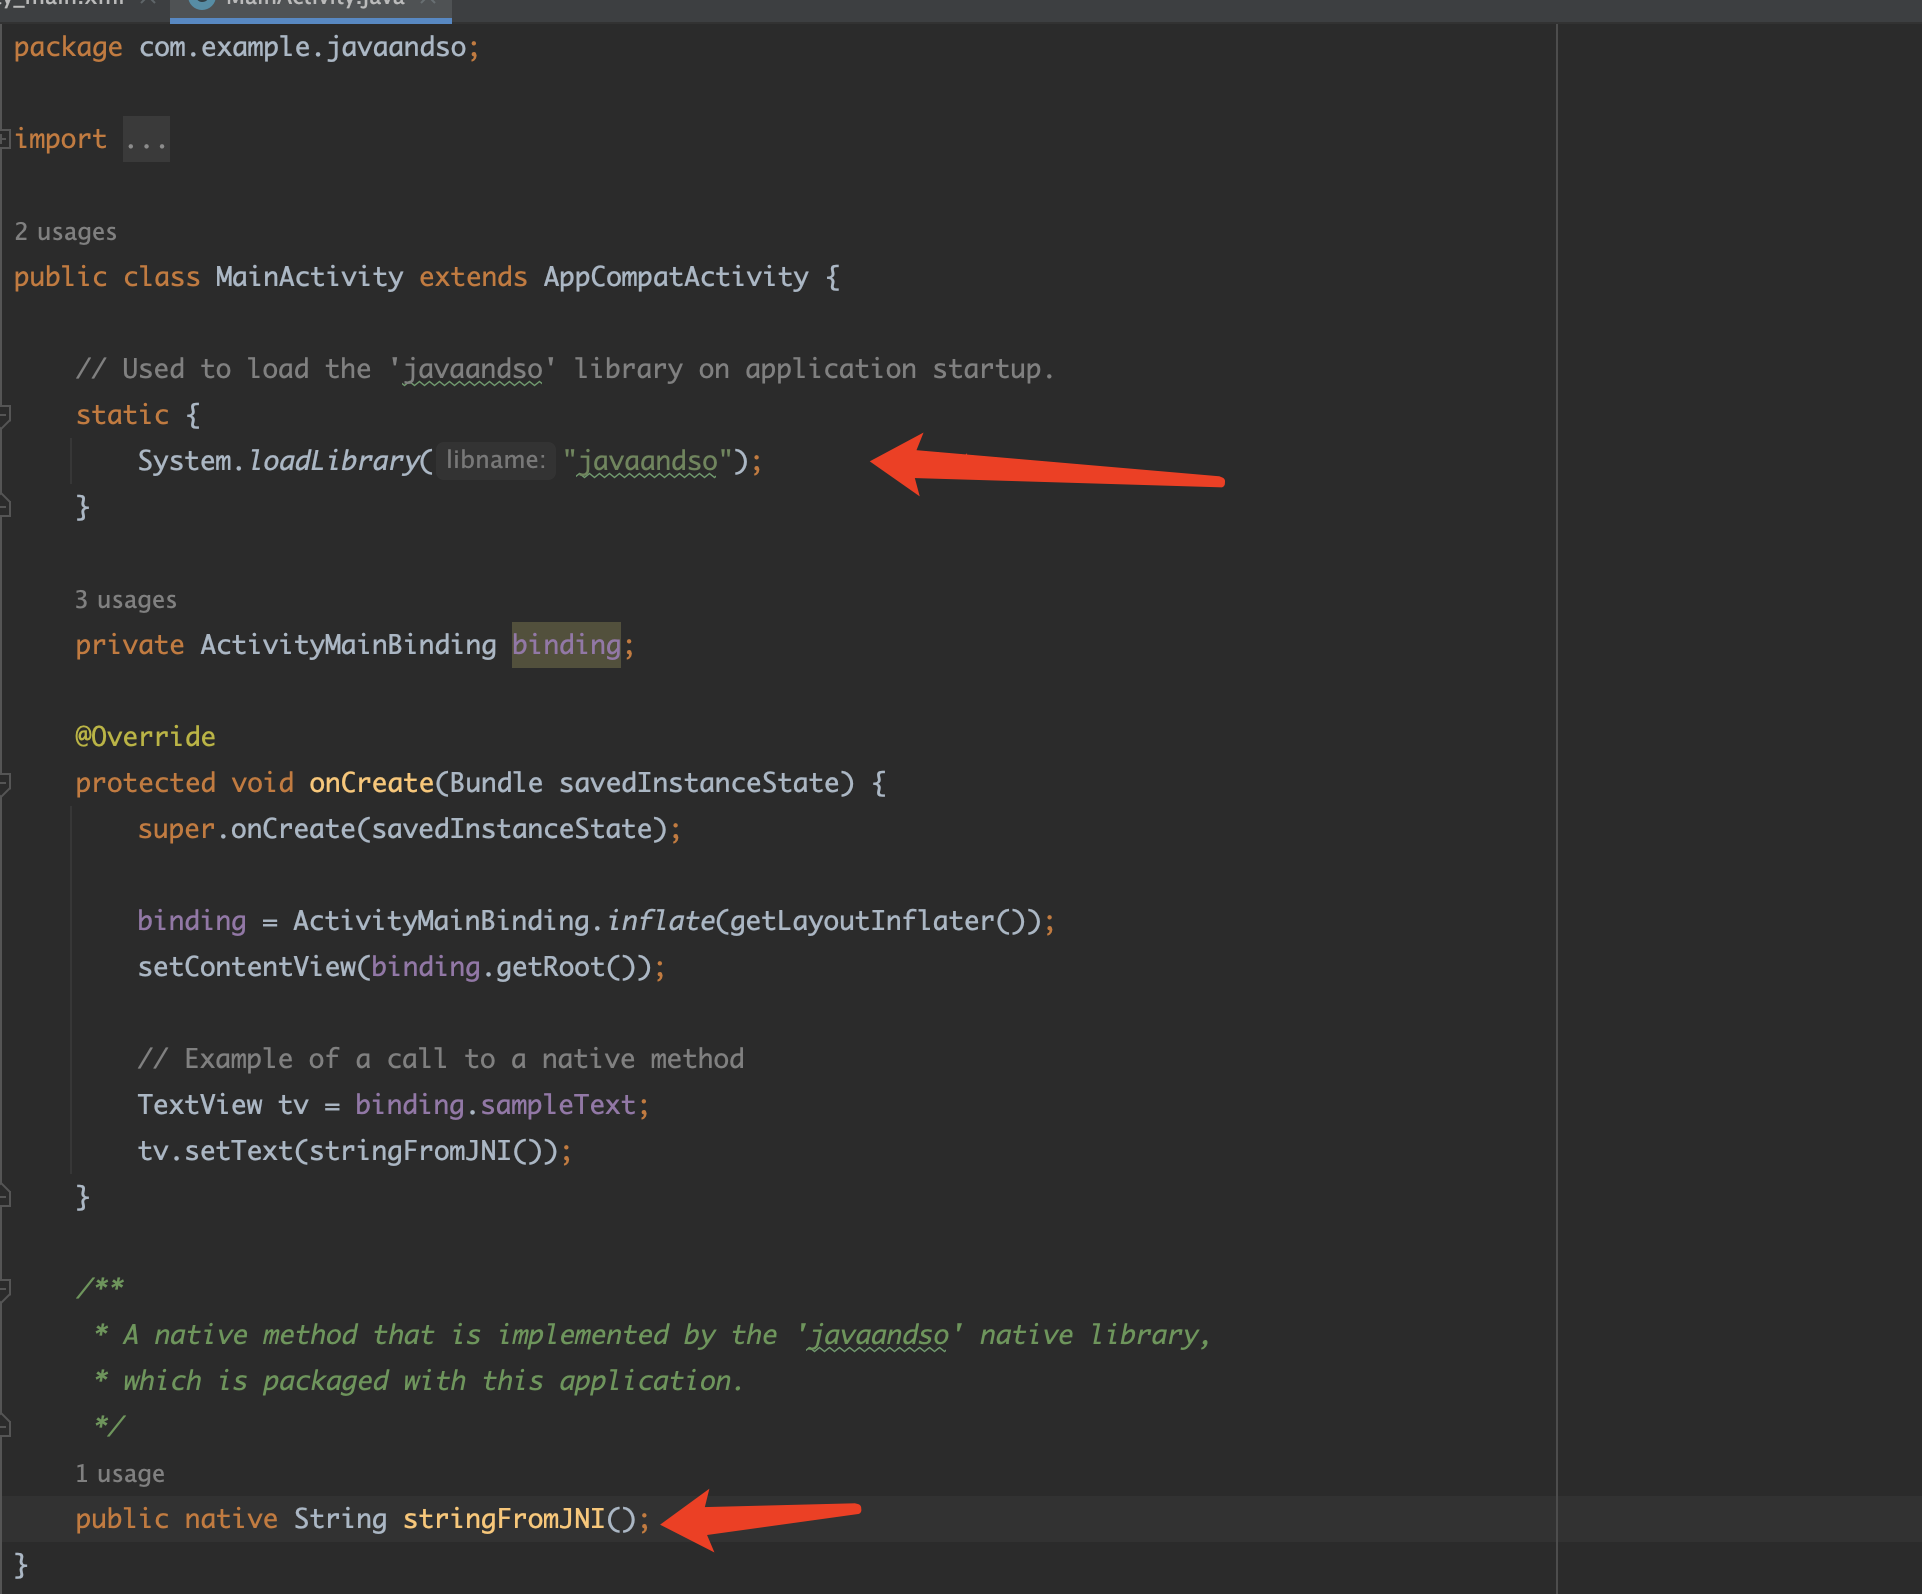 MainActivity.java
package com.example.javaandso;
import ...
2 usages
public class MainActivity extends AppCompatActivity {
// Used to load the 'javaandso' library on application startup.
static {
System.loadLibrary( libname: "javaandso");
}
3 usages
private ActivityMainBinding binding;
@Override
protected void onCreate(Bundle savedInstanceState) {
super.onCreate(savedInstanceState);
binding = ActivityMainBinding.inflate(getLayoutInflater());
setContentView(binding.getRoot());
// Example of a call to a native method
TextView tv = binding.sampleText;
tv.setText(stringFromJNI());
}
/**
* A native method that is implemented by the 'javaandso' native library,
* which is packaged with this application.
*/
1 usage
public native String stringFromJNI();
}